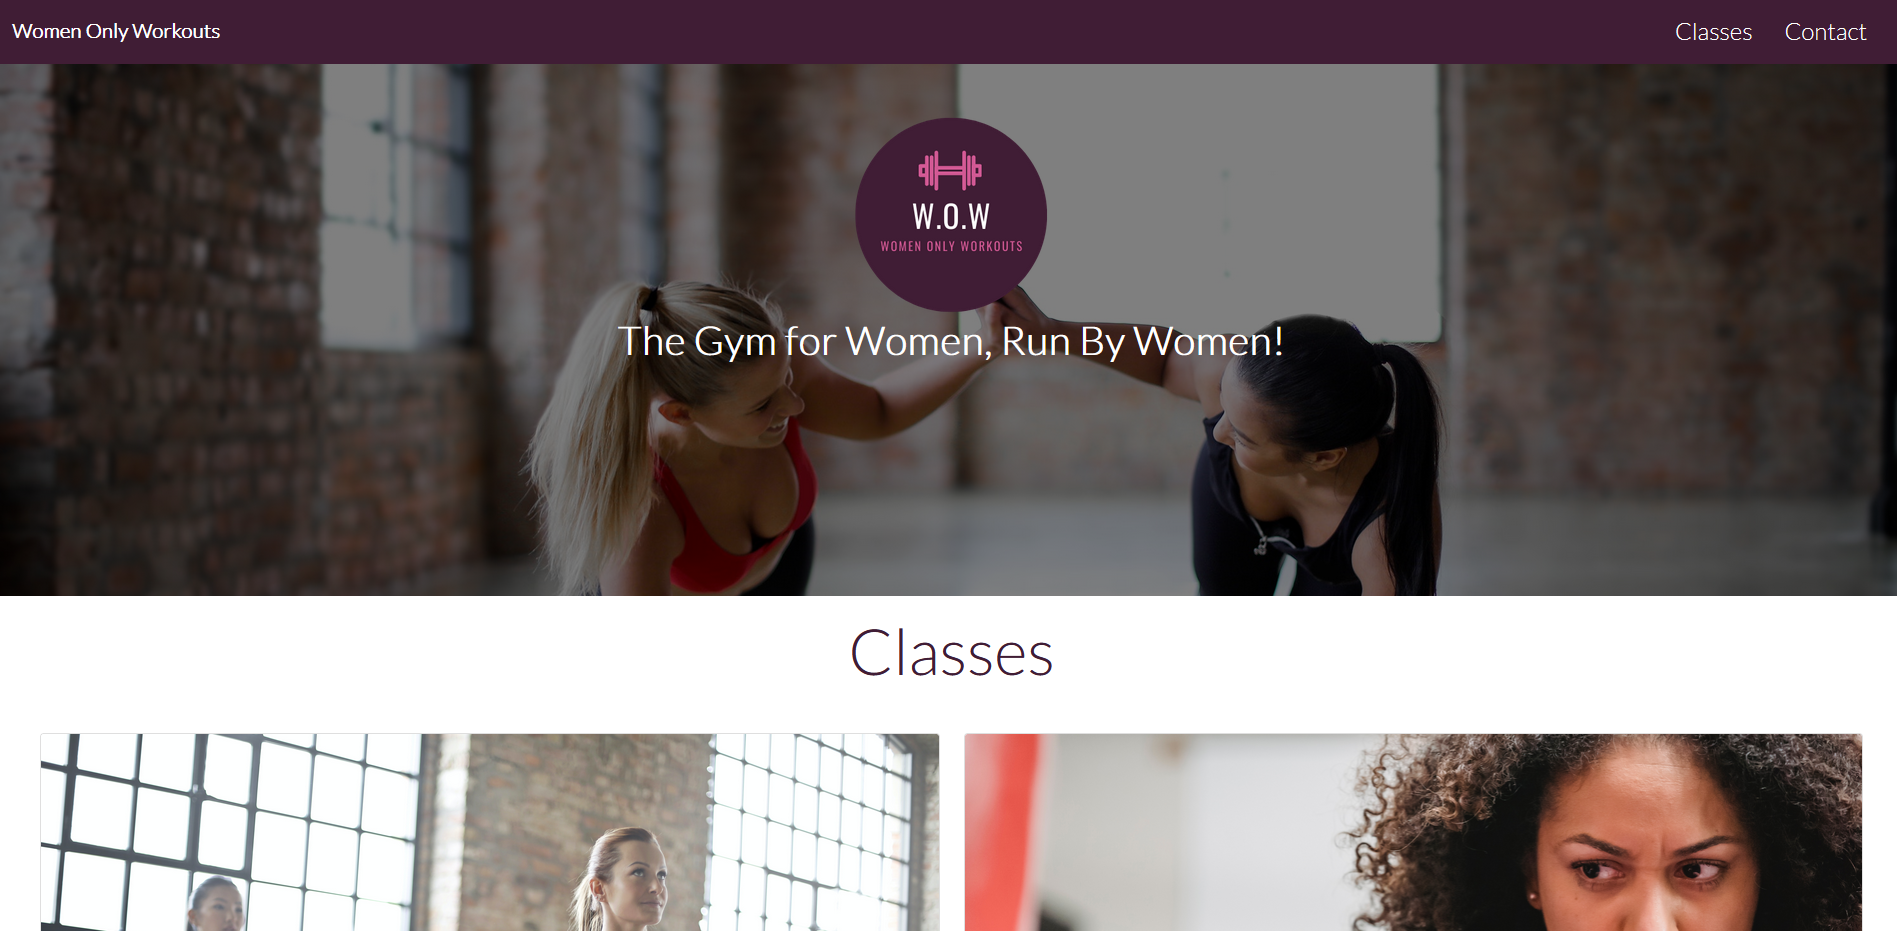 Women Only Workouts
Classes Contact
W.O.W
WOMEN ONLY WORKOUTS
The Gym for Women, Run By Women!
Classes